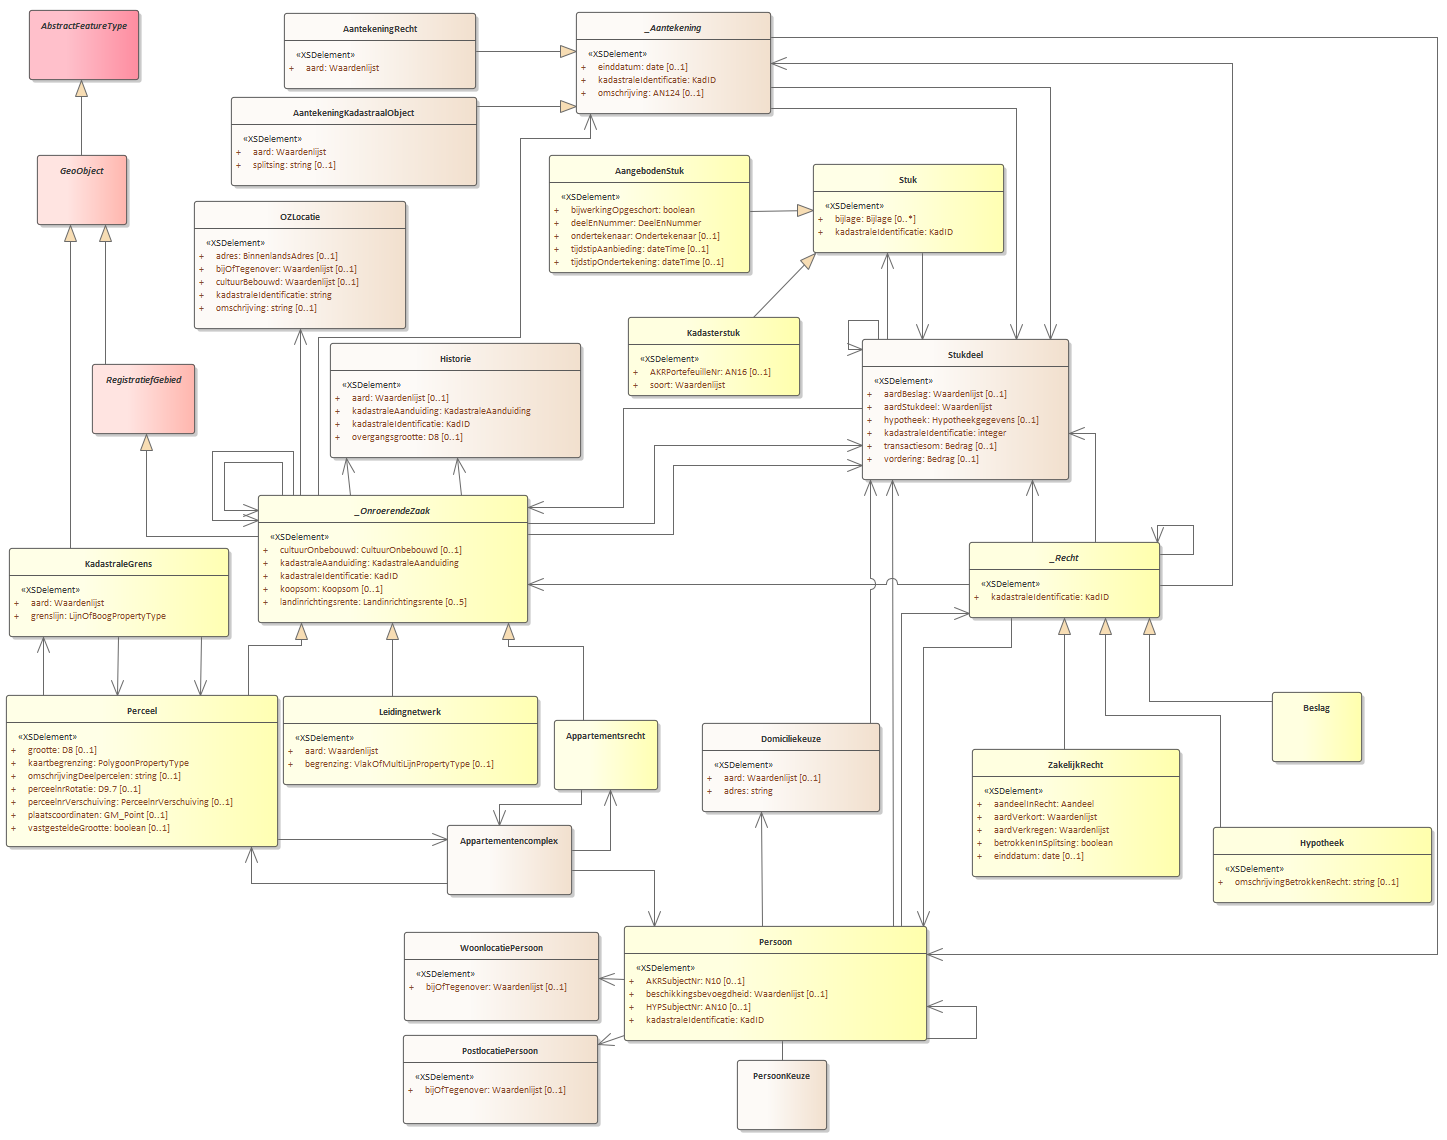 AbstractFeatureType
GeoObject
RegistratiefGebied
AantekeningRecht
«XSDelement»
+ aard: Waardenlijst
_Aantekening
«XSDelement»
+ einddatum: date [0..1]
+ kadastraleIdentificatie: KadID
+ omschrijving: AN124 [0..1]
AantekeningKadastraalObject
«XSDelement»
+ aard: Waardenlijst
+ splitsing: string [0..1]
AangebodenStuk
«XSDelement»
+ bijwerkingOpgeschort: boolean
+ deelEnNummer: DeelEnNummer
+ ondertekenaar: Ondertekenaar [0..1]
+ tijdstipAanbieding: dateTime [0..1]
+ tijdstipOndertekening: dateTime [0..1]
Stuk
«XSDelement»
+ bijlage: Bijlage [0..*]
+ kadastraleIdentificatie: KadID
OZLocatie
«XSDelement»
+ adres: BinnenlandsAdres [0..1]
+ bijOfTegenover: Waardenlijst [0..1]
+ cultuurBebouwd: Waardenlijst [0..1]
+ kadastraleIdentificatie: string
+ omschrijving: string [0..1]
Kadasterstuk
«XSDelement»
+ AKRPortefeuilleNr: AN16 [0..1]
+ soort: Waardenlijst
Historie
«XSDelement»
+ aard: Waardenlijst [0..1]
+ kadastraleAanduiding: KadastraleAanduiding
+ kadastraleIdentificatie: KadID
+ overgangsgrootte: D8 [0..1]
Stukdeel
«XSDelement»
+ aardBeslag: Waardenlijst [0..1]
+ aardStukdeel: Waardenlijst
+ hypotheek: Hypotheekgegevens [0..1]
+ kadastraleIdentificatie: integer
+ transactiesom: Bedrag [0..1]
+ vordering: Bedrag [0..1]
_OnroerendeZaak
«XSDelement»
+ cultuurOnbebouwd: CultuurOnbebouwd [0..1]
+ kadastraleAanduiding: KadastraleAanduiding
+ kadastraleIdentificatie: KadID
+ koopsom: Koopsom [0..1]
+ landinrichtingsrente: Landinrichtingsrente [0..5]
KadastraleGrens
«XSDelement»
+ aard: Waardenlijst
+ grenslijn: LijnOfBoogPropertyType
_Recht
«XSDelement»
+ kadastraleIdentificatie: KadID
Perceel
«XSDelement»
+ grootte: D8 [0..1]
+ kaartbegrenzing: PolygoonPropertyType
+ omschrijvingDeelpercelen: string [0..1]
+ perceelnrRotatie: D9.7 [0..1]
+ perceelnrVerschuiving: PerceelnrVerschuiving [0..1]
+ plaatscoordinaten: GM_Point [0..1]
+ vastgesteldeGrootte: boolean [0..1]
Leidingnetwerk
«XSDelement»
+ aard: Waardenlijst
+ begrenzing: VlakOfMultiLijnPropertyType [0..1]
Appartementsrecht
Domiciliekeuze
«XSDelement»
+ aard: Waardenlijst [0..1]
+ adres: string
Beslag
ZakelijkRecht
«XSDelement»
+ aandeelInRecht: Aandeel
+ aardVerkort: Waardenlijst
+ aardVerkregen: Waardenlijst
+ betrokkenInSplitsing: boolean
+ einddatum: date [0..1]
Appartementencomplex
Hypotheek
«XSDelement»
+ omschrijvingBetrokkenRecht: string [0..1]
Persoon
«XSDelement»
+ AKRSubjectNr: N10 [0..1]
+ beschikkingsbevoegdheid: Waardenlijst [0..1]
+ HYPSubjectNr: AN10 [0..1]
+ kadastraleIdentificatie: KadID
WoonlocatiePersoon
«XSDelement»
+ bijOfTegenover: Waardenlijst [0..1]
PostlocatiePersoon
«XSDelement»
+ bijOfTegenover: Waardenlijst [0..1]
PersoonKeuze